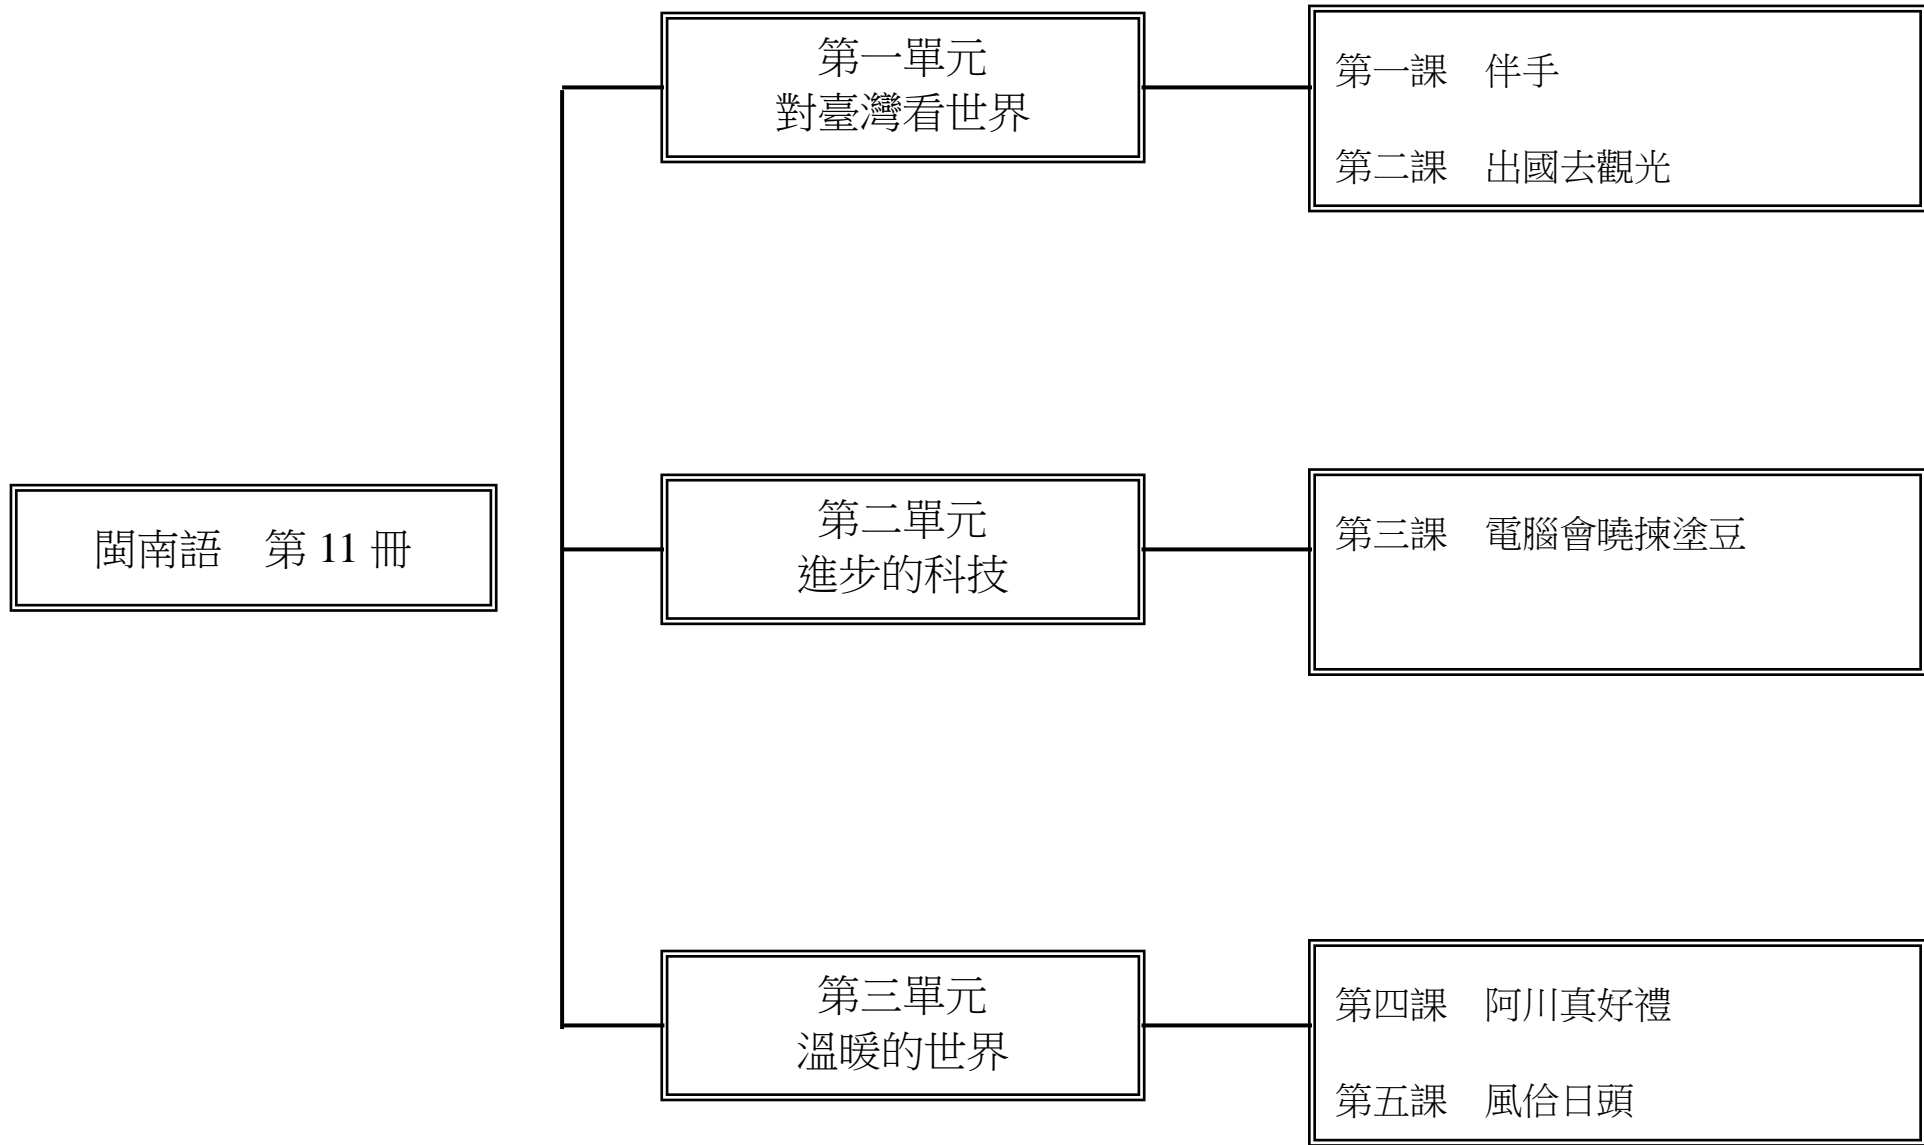 閩南語　第 11 冊
第一單元
對臺灣看世界
第一課　伴手
第二課　出國去觀光
第二單元
進步的科技
第三課　電腦會曉揀塗豆
第三單元
溫暖的世界
第四課　阿川真好禮
第五課　風佮日頭